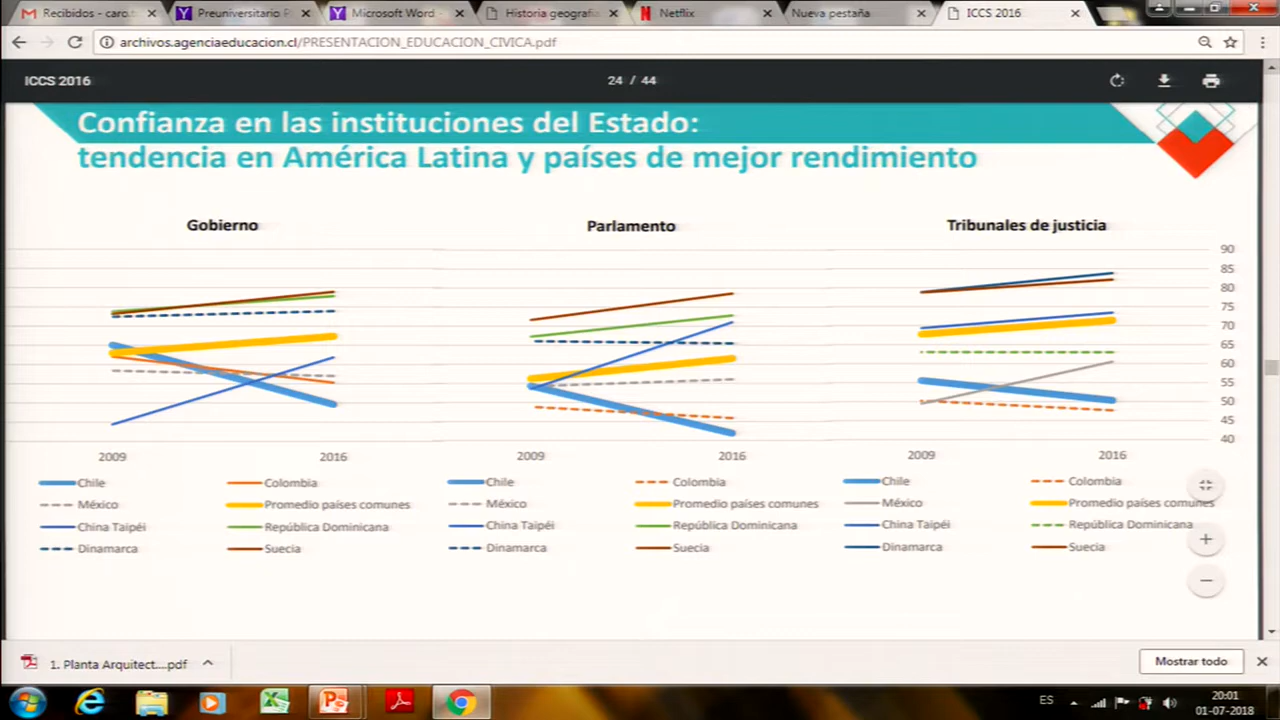 Recibidos - caro.t
Preuniversitario P
Microsoft Word -
Historia geografia
Netflix
Nueva pestaña
ICCS 2016
archivos.agenciaeducacion.cl/PRESENTACION_EDUCACION_CIVICA.pdf
ICCS 2016
24 / 44
Confianza en las instituciones del Estado:
tendencia en América Latina y países de mejor rendimiento
Gobierno
Parlamento
Tribunales de justicia
90
85
80
75
70
65
60
55
50
45
40
2009 2016
2009 2016
2009 2016
Chile Colombia
México Promedio países comunes
China Taipéi República Dominicana
Dinamarca Suecia
Chile Colombia
México Promedio países comunes
China Taipéi República Dominicana
Dinamarca Suecia
Chile Colombia
México Promedio países comunes
China Taipéi República Dominicana
Dinamarca Suecia
1. Planta Arquitect....pdf
Mostrar todo
ES
20:01
01-07-2018